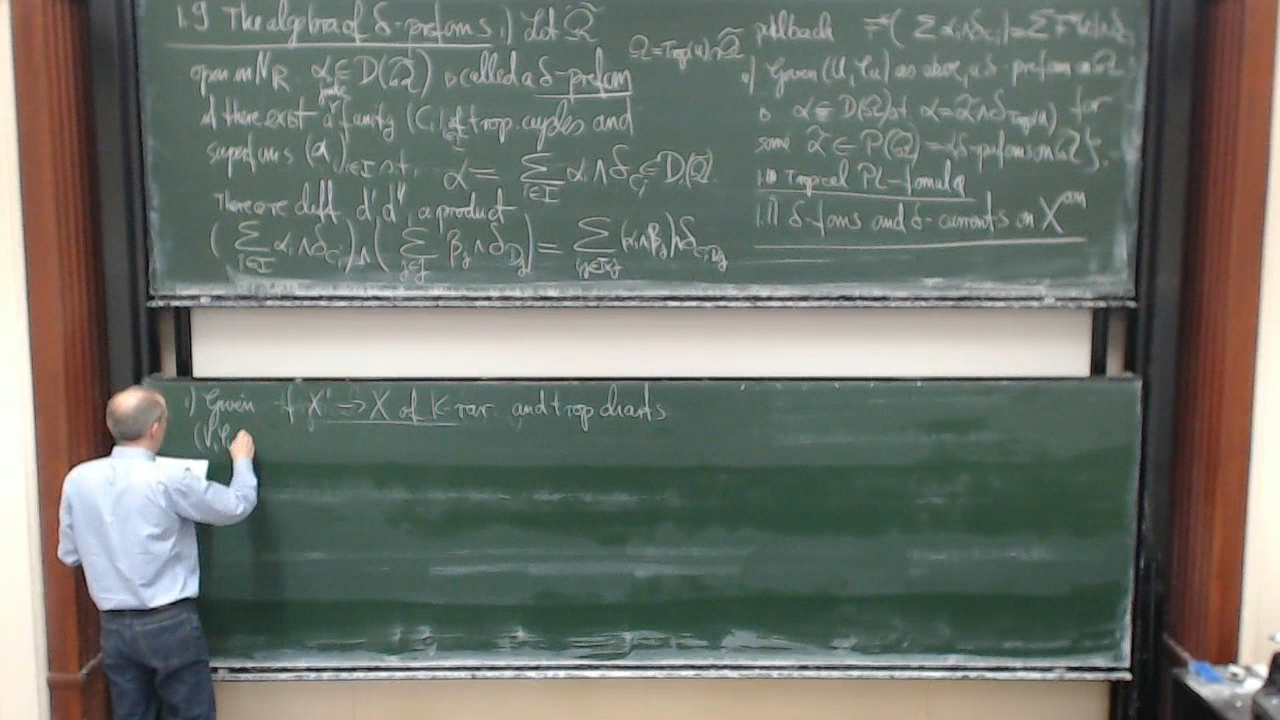 1.9 The algebra of δ-preforms i) Let Ω̃
open in N_R. α ∈ D(Ω̃) is called a δ-preform
Ω = Trop(U) ∩ Ω̃
if there exist a family (C_i) of trop. cycles and
superforms (α_i)_{i∈I} s.t. α = Σ_{i∈I} α_i ∧ δ_{C_i} ∈ D(Ω̃).
There are diff. d', d'', a product
(Σ_{i∈I} α_i ∧ δ_{C_i}) ∧ (Σ_{j∈J} β_j ∧ δ_{D_j}) = Σ_{i,j∈I×J} (α_i ∧ β_j) ∧ δ_{C_i·D_j}
pullback F*(Σ α_i ∧ δ_{C_i}) = Σ
Given (U, φ_U) as above, a δ-preform on Ω
is α ∈ D(Ω) s.t. α = α̃ ∧ δ_{Trop(U)} for
some α̃ ∈ P(Ω̃) = {δ-preforms on Ω̃}.
1.10 Tropical PL-formula
1.11 δ-forms and δ-currents on X^{an}
i) Given f X' → X of K-var. and trop charts
(V, φ